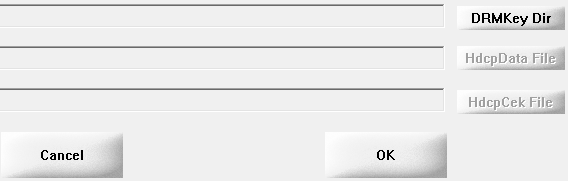 DRMKey Dir
HdcpData File
HdcpCek File
Cancel OK